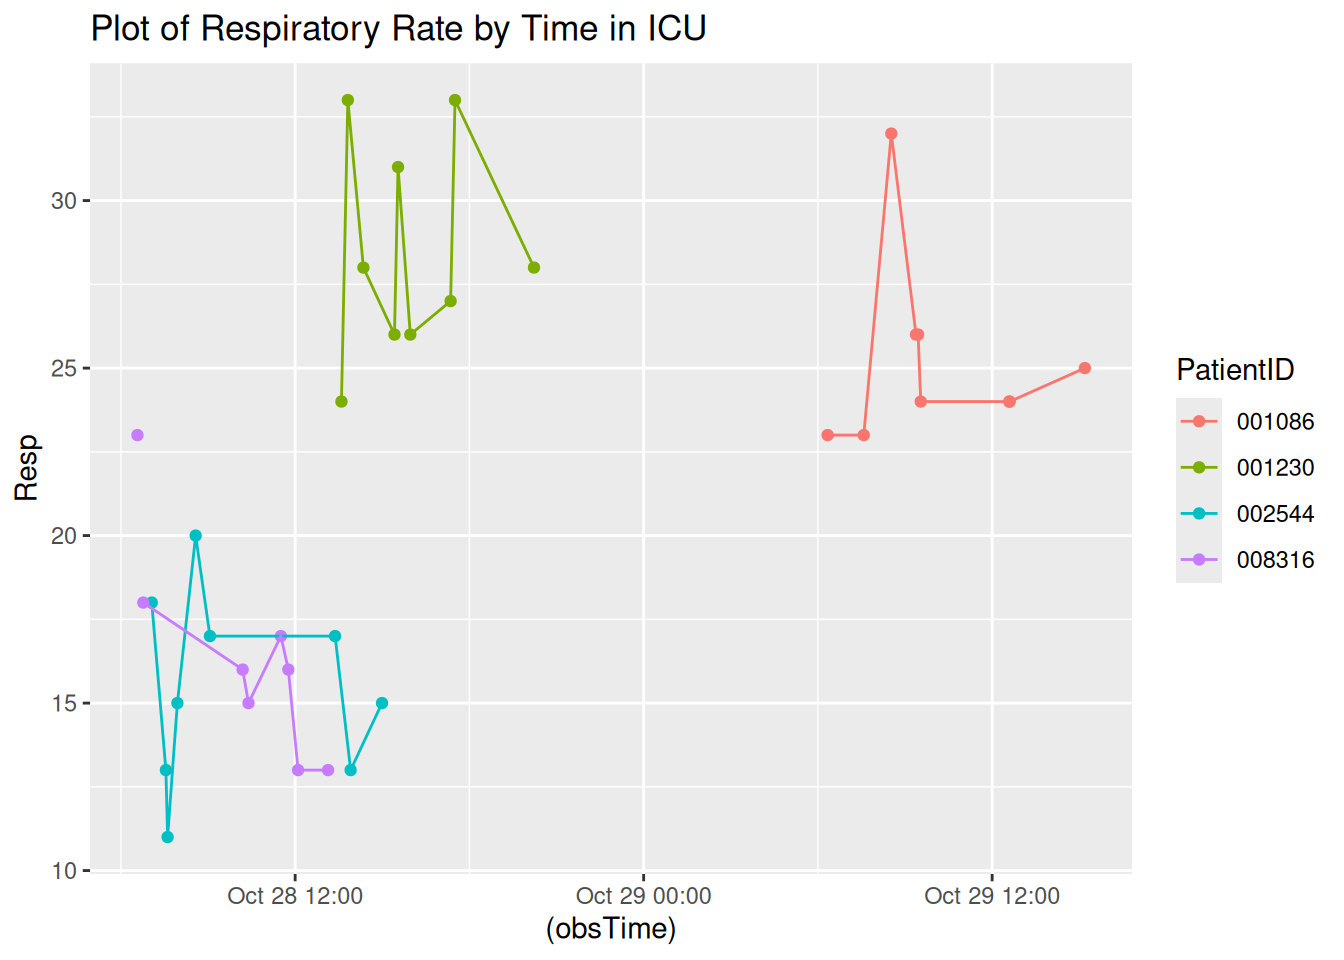 Plot of Respiratory Rate by Time in ICU
Resp
30
25
20
15
10
Oct 28 12:00
Oct 29 00:00
Oct 29 12:00
(obsTime)
PatientID
001086
001230
002544
008316